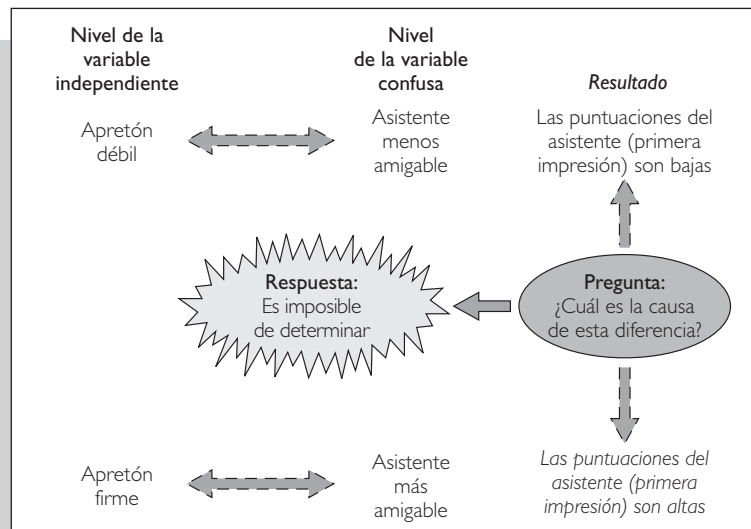 Nivel de la
variable
independiente
Nivel
de la variable
confusa
Resultado
Apretón
débil
Asistente
menos
amigable
Las puntuaciones del
asistente (primera
impresión) son bajas
Respuesta:
Es imposible
de determinar
Pregunta:
¿Cuál es la causa
de esta diferencia?
Apretón
firme
Asistente
más
amigable
Las puntuaciones del
asistente (primera
impresión) son altas